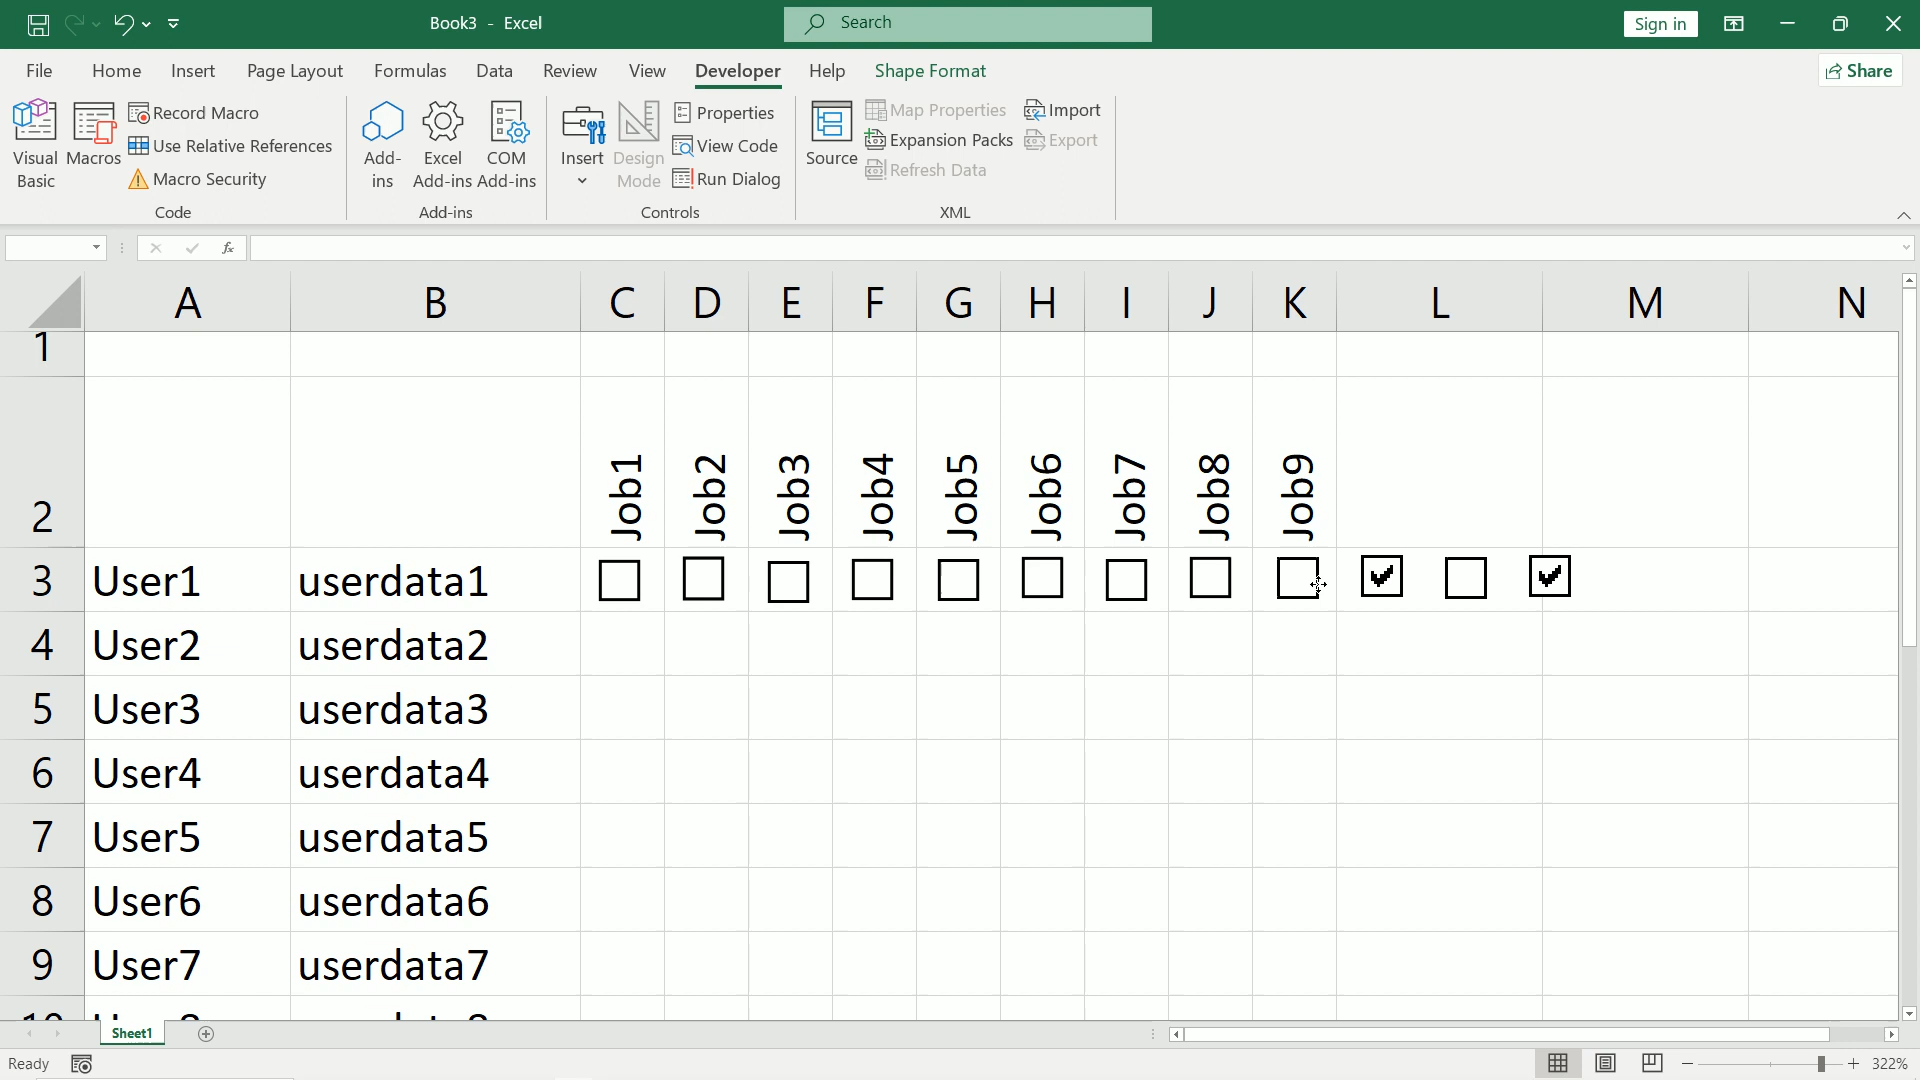 Book3 - Excel
Search
Sign in
File Home Insert Page Layout Formulas Data Review View Developer Help Shape Format
Share
Visual Basic
Macros
Record Macro
Use Relative References
Macro Security
Code
Add-ins
Excel Add-ins
COM Add-ins
Add-ins
Insert
Design Mode
Properties
View Code
Run Dialog
Controls
Source
Map Properties
Expansion Packs
Refresh Data
Import
Export
XML
fx
A B C D E F G H I J K L M N
1
2 Job1 Job2 Job3 Job4 Job5 Job6 Job7 Job8 Job9
3 User1 userdata1
4 User2 userdata2
5 User3 userdata3
6 User4 userdata4
7 User5 userdata5
8 User6 userdata6
9 User7 userdata7
Sheet1
Ready
322%